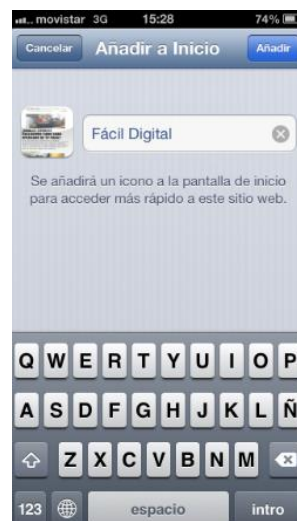 movistar 3G 15:28 74%
Cancelar Añadir a Inicio Añadir
Fácil Digital
Se añadirá un icono a la pantalla de inicio
para acceder más rápido a este sitio web.
Q W E R T Y U I O P
A S D F G H J K L Ñ
Z X C V B N M
123 espacio intro